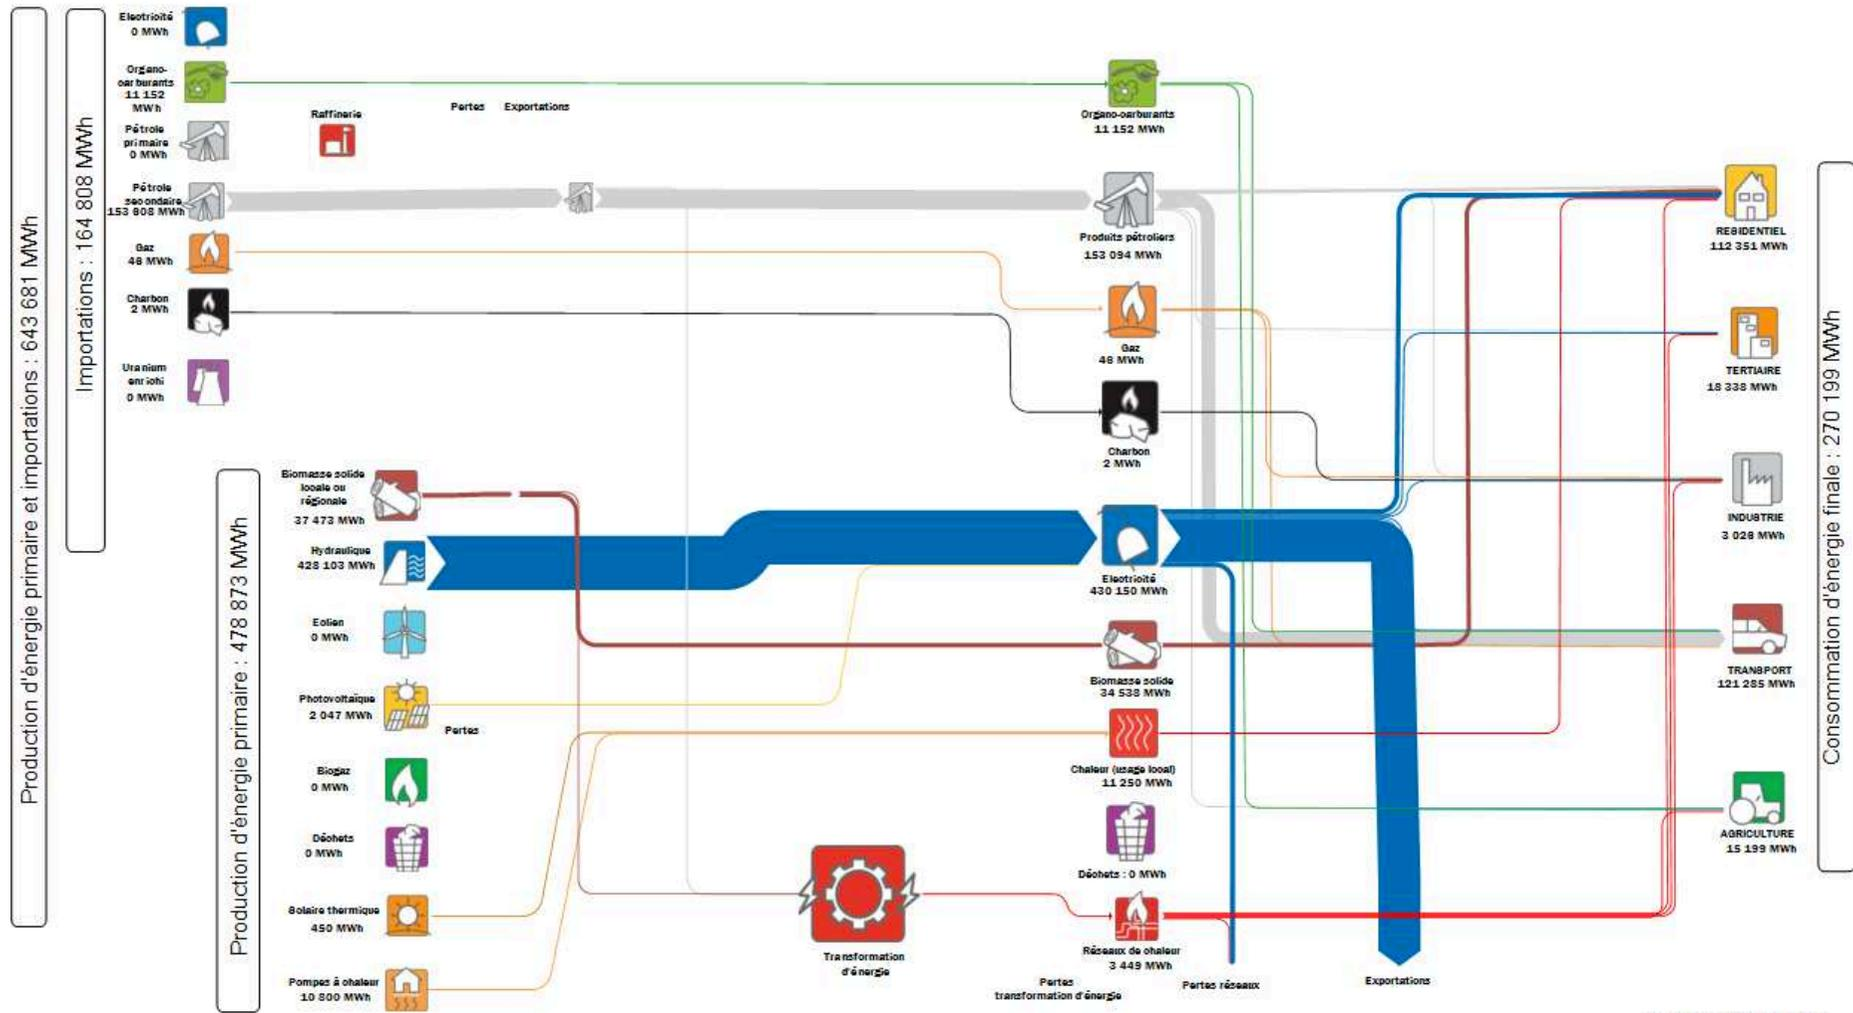 Production d'énergie primaire et importations : 643 681 MWh
Importations : 164 808 MWh
Electricité
0 MWh
Organo-
carburants
11 152
MWh
Pétrole
primaire
0 MWh
Pétrole
secondaire
153 608 MWh
Gaz
48 MWh
Charbon
2 MWh
Uranium
enrichi
0 MWh
Raffinerie
Pertes
Exportations
Production d'énergie primaire : 478 873 MWh
Biomasse solide
locale ou
régionale
37 473 MWh
Hydraulique
428 103 MWh
Eolien
0 MWh
Photovoltaïque
2 047 MWh
Pertes
Biogaz
0 MWh
Déchets
0 MWh
Solaire thermique
450 MWh
Pompes à chaleur
10 800 MWh
Transformation
d'énergie
Organo-carburants
11 152 MWh
Produits pétroliers
153 094 MWh
Gaz
48 MWh
Charbon
2 MWh
Electricité
430 150 MWh
Biomasse solide
34 538 MWh
Chaleur (usage local)
11 250 MWh
Déchets : 0 MWh
Réseaux de chaleur
3 449 MWh
Pertes
transformation d'énergie
Pertes réseaux
Exportations
RESIDENTIEL
112 351 MWh
TERTIAIRE
18 338 MWh
INDUSTRIE
3 026 MWh
TRANSPORT
121 285 MWh
AGRICULTURE
15 199 MWh
Consommation d'énergie finale : 270 199 MWh